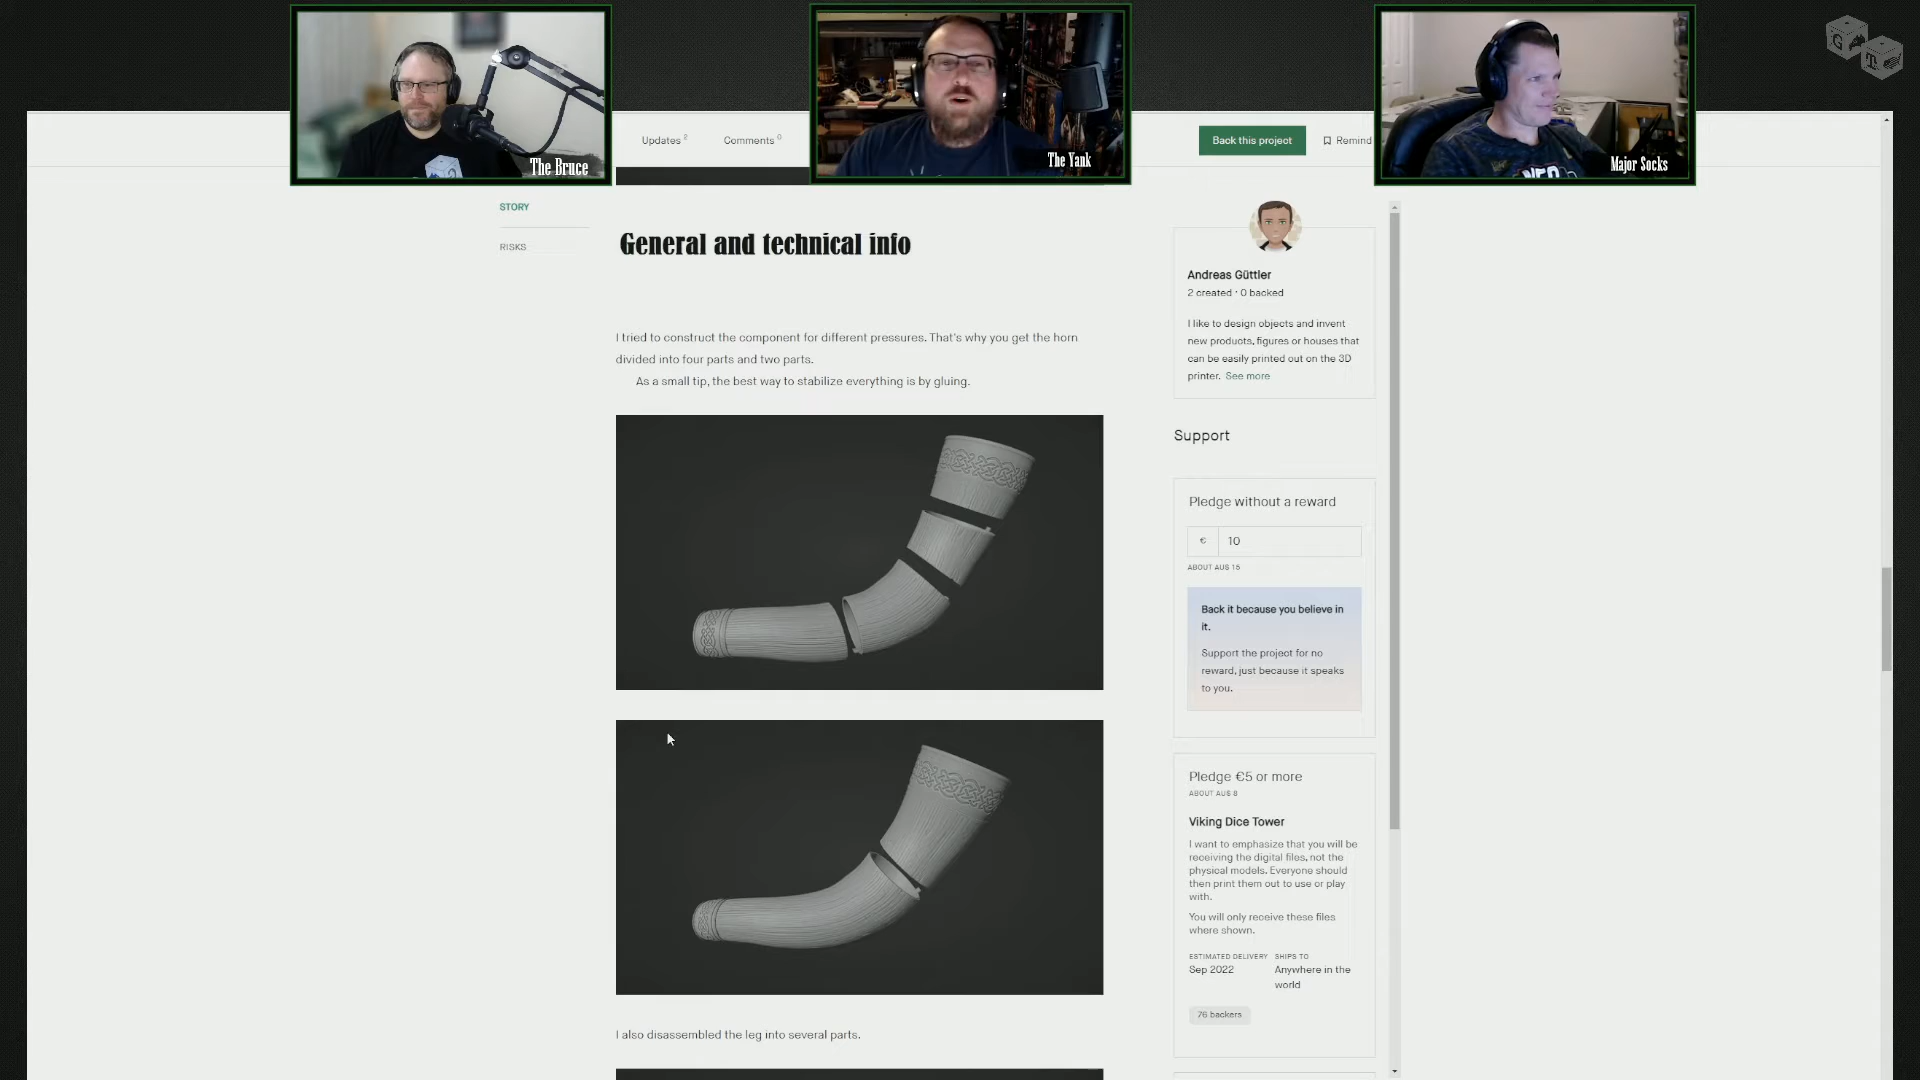 The Bruce
The Yank
Major Socks
Updates 2
Comments 0
Back this project
Remind
STORY
RISKS
General and technical info
I tried to construct the component for different pressures. That's why you get the horn
divided into four parts and two parts.
As a small tip, the best way to stabilize everything is by gluing.
I also disassembled the leg into several parts.
Andreas Güttler
2 created · 0 backed
I like to design objects and invent
new products, figures or houses that
can be easily printed out on the 3D
printer. See more
Support
Pledge without a reward
€ 10
ABOUT AU$ 15
Back it because you believe in
it.
Support the project for no
reward, just because it speaks
to you.
Pledge €5 or more
ABOUT AU$ 8
Viking Dice Tower
I want to emphasize that you will be
receiving the digital files, not the
physical models. Everyone should
then print them out to use or play
with.
You will only receive these files
where shown.
ESTIMATED DELIVERY
Sep 2022
SHIPS TO
Anywhere in the
world
76 backers